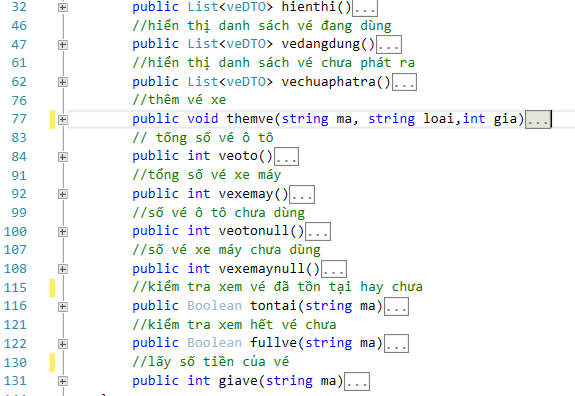 32 public List<veDTO> hienthi()...
46 //hiển thị danh sách vé đang dùng
47 public List<veDTO> vedangdung()...
61 //hiển thị danh sách vé chưa phát ra
62 public List<veDTO> vechuaphatra()...
76 //thêm vé xe
77 public void themve(string ma, string loai,int gia)...
83 // tổng số vé ô tô
84 public int veoto()...
91 //tổng số vé xe máy
92 public int vexemay()...
99 //số vé ô tô chưa dùng
100 public int veotonull()...
107 //số vé xe máy chưa dùng
108 public int vexemaynull()...
115 //kiểm tra xem vé đã tồn tại hay chưa
116 public Boolean tontai(string ma)...
121 //kiểm tra xem hết vé chưa
122 public Boolean fullve(string ma)...
130 //lấy số tiền của vé
131 public int giave(string ma)...